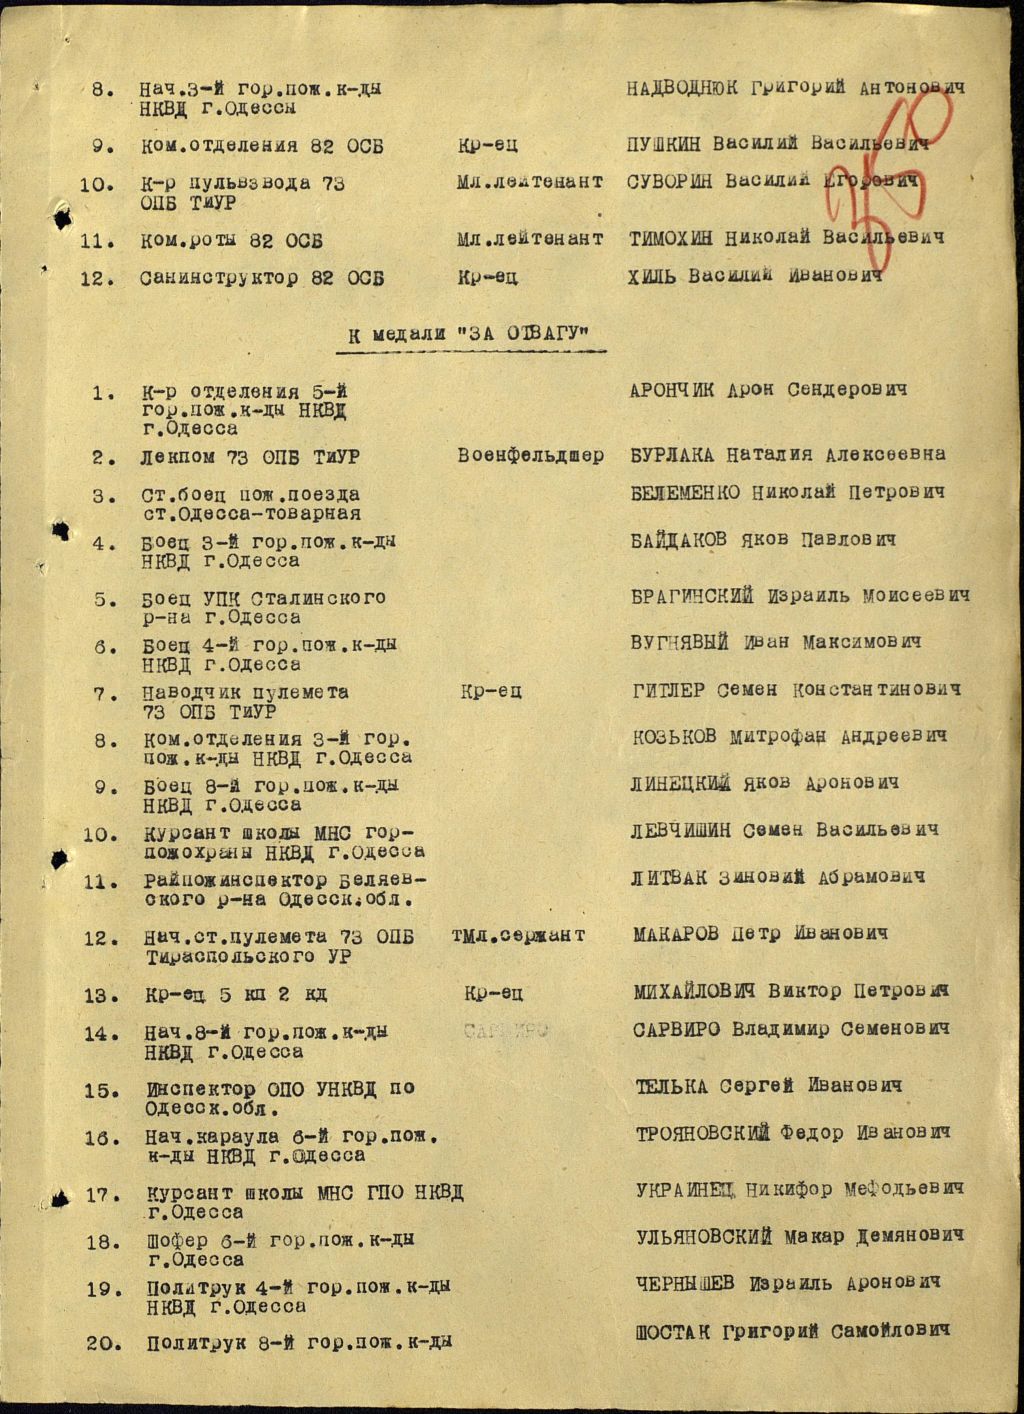 8. Нач.3-й гор.пож.к-ды НАДВОДНЮК Григорий Антонович
НКВД г.Одессы
9. Ком.отделения 82 ОСБ Кр-ец ПУШКИН Василий Васильевич
10. К-р пульвзвода 73 Мл.лейтенант СУВОРИН Василий Егорович
ОПБ ТиУР
11. Ком.роты 82 ОСБ Мл.лейтенант ТИМОХИН Николай Васильевич
12. Санинструктор 82 ОСБ Кр-ец ХИЛЬ Василий Иванович
К медали "ЗА ОТВАГУ"
1. К-р отделения 5-й АРОНЧИК Арон Сендерович
гор.пож.к-ды НКВД
г.Одесса
2. Лекпом 73 ОПБ ТиУР Военфельдшер БУРЛАКА Наталия Алексеевна
3. Ст.боец пож.поезда БЕЛЕМЕНКО Николай Петрович
ст.Одесса-товарная
4. Боец 3-й гор.пож.к-ды БАЙДАКОВ Яков Павлович
НКВД г.Одесса
5. Боец УПК Сталинского БРАГИНСКИЙ Израиль Моисеевич
р-на г.Одесса
6. Боец 4-й гор.пож.к-ды ВУГНЯВЫЙ Иван Максимович
НКВД г.Одесса
7. Наводчик пулемета Кр-ец ГИТЛЕР Семен Константинович
73 ОПБ ТиУР
8. Ком.отделения 3-й гор. КОЗЬКОВ Митрофан Андреевич
пож.к-ды НКВД г.Одесса
9. Боец 8-й гор.пож.к-ды ЛИНЕЦКИЙ Яков Аронович
НКВД г.Одесса
10. Курсант школы МНС гор- ЛЕВЧИШИН Семен Васильевич
пожохраны НКВД г.Одесса
11. Райпожинспектор Беляев- ЛИТВАК Зиновий Абрамович
ского р-на Одесск.обл.
12. Нач.ст.пулемета 73 ОПБ тМл.сержант МАКАРОВ Петр Иванович
Тираспольского УР
13. Кр-ец 5 кп 2 кд Кр-ец МИХАЙЛОВИЧ Виктор Петрович
14. Нач.8-й гор.пож.к-ды САРВИРО САРВИРО Владимир Семенович
НКВД г.Одесса
15. Инспектор ОПО УНКВД по ТЕЛЬКА Сергей Иванович
Одесск.обл.
16. Нач.караула 6-й гор.пож. ТРОЯНОВСКИЙ Федор Иванович
к-ды НКВД г.Одесса
17. Курсант школы МНС ГПО НКВД УКРАИНЕЦ Никифор Мефодьевич
г.Одесса
18. Шофер 6-й гор.пож.к-ды УЛЬЯНОВСКИЙ Макар Демянович
г.Одесса
19. Политрук 4-й гор.пож.к-ды ЧЕРНЫШЕВ Израиль Аронович
НКВД г.Одесса
20. Политрук 8-й гор.пож.к-ды ШОСТАК Григорий Самойлович